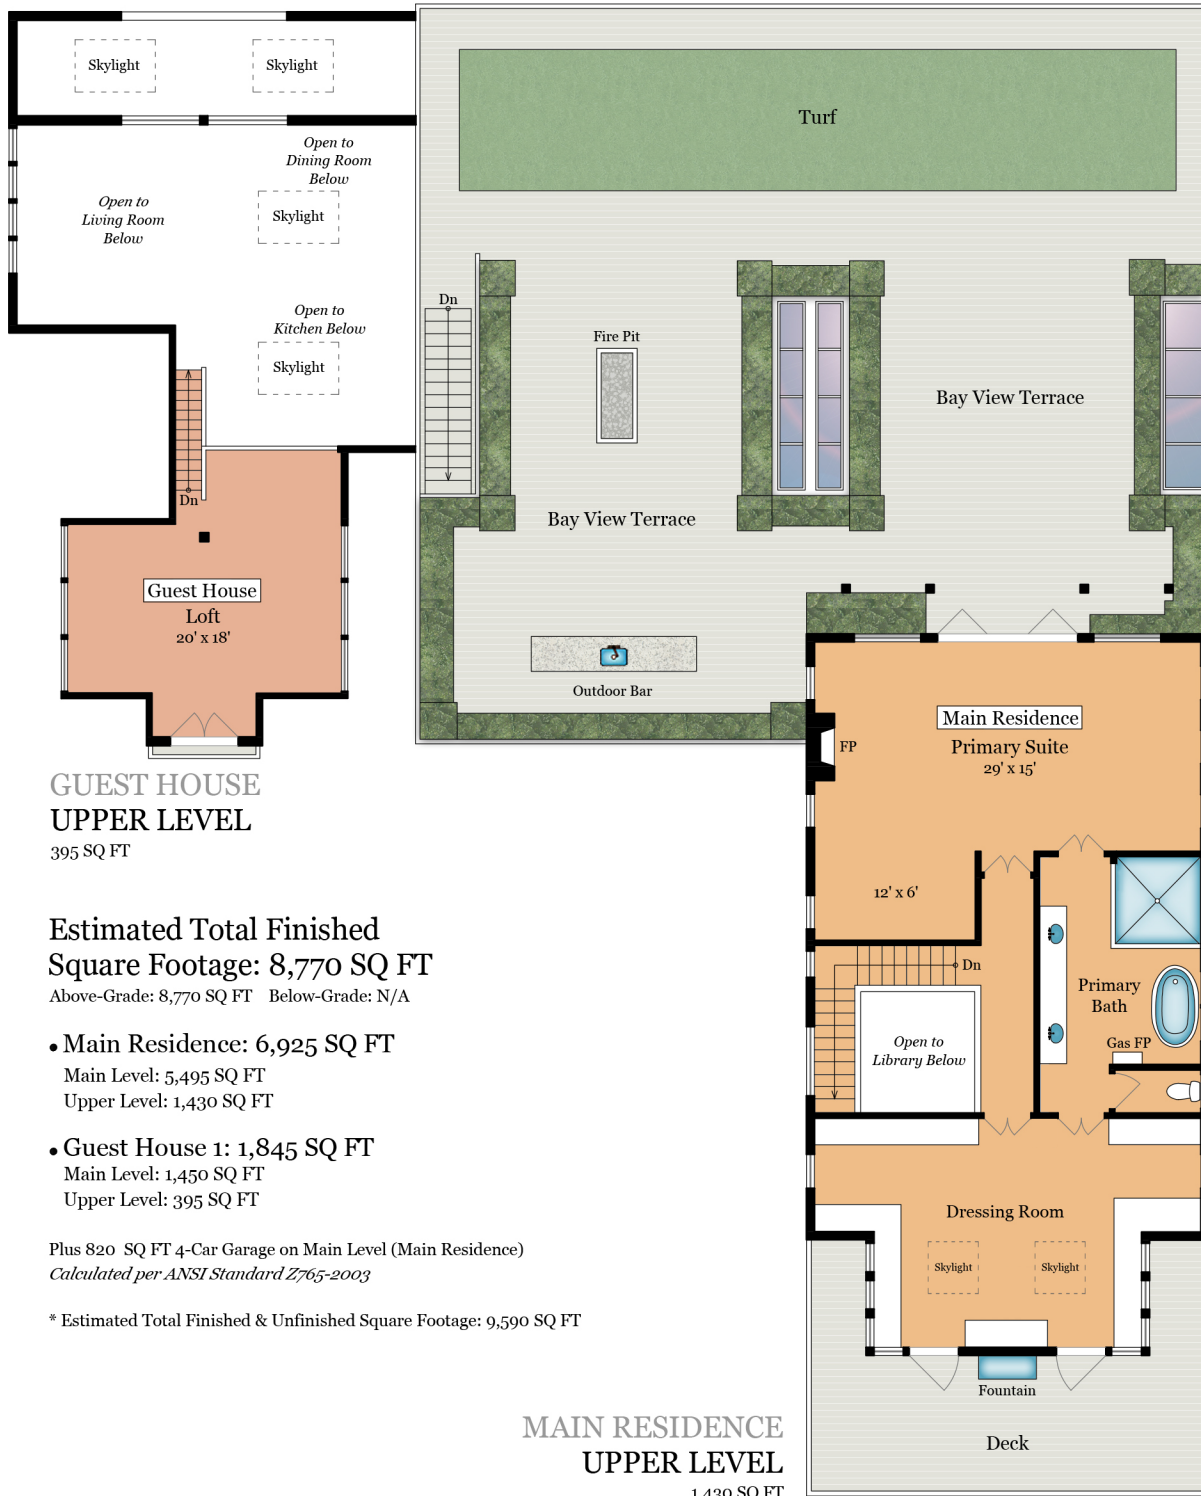 Skylight
Skylight
Turf
Open to
Dining Room
Below
Open to
Living Room
Below
Skylight
Open to
Kitchen Below
Skylight
Dn
Fire Pit
Bay View Terrace
Dn
Bay View Terrace
Guest House
Loft
20' x 18'
Outdoor Bar
Main Residence
Primary Suite
29' x 15'
FP
12' x 6'
GUEST HOUSE
UPPER LEVEL
395 SQ FT
Estimated Total Finished
Square Footage: 8,770 SQ FT
Above-Grade: 8,770 SQ FT Below-Grade: N/A
• Main Residence: 6,925 SQ FT
Main Level: 5,495 SQ FT
Upper Level: 1,430 SQ FT
• Guest House 1: 1,845 SQ FT
Main Level: 1,450 SQ FT
Upper Level: 395 SQ FT
Plus 820 SQ FT 4-Car Garage on Main Level (Main Residence)
Calculated per ANSI Standard Z765-2003
* Estimated Total Finished & Unfinished Square Footage: 9,590 SQ FT
Dn
Primary
Bath
Open to
Library Below
Gas FP
Dressing Room
Skylight
Skylight
Fountain
Deck
MAIN RESIDENCE
UPPER LEVEL
1,430 SQ FT